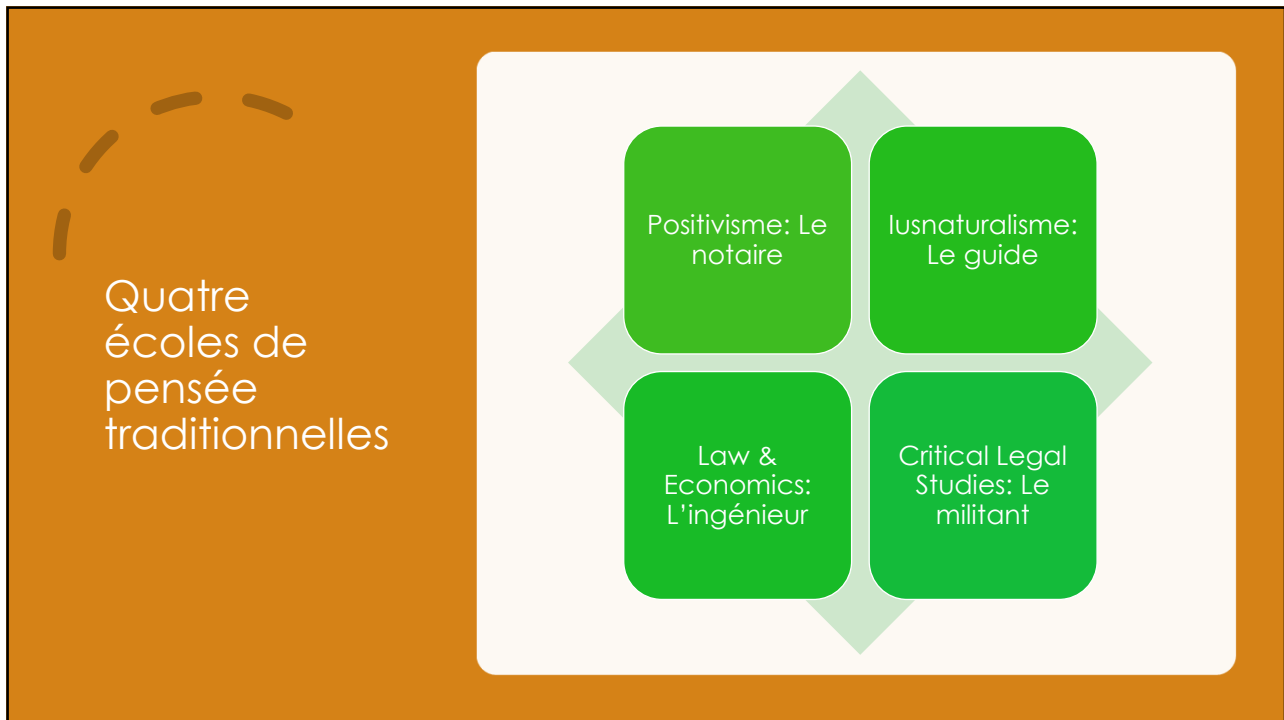 Quatre
écoles de
pensée
traditionnelles
Positivisme: Le
notaire
Iusnaturalisme:
Le guide
Law &
Economics:
L’ingénieur
Critical Legal
Studies: Le
militant